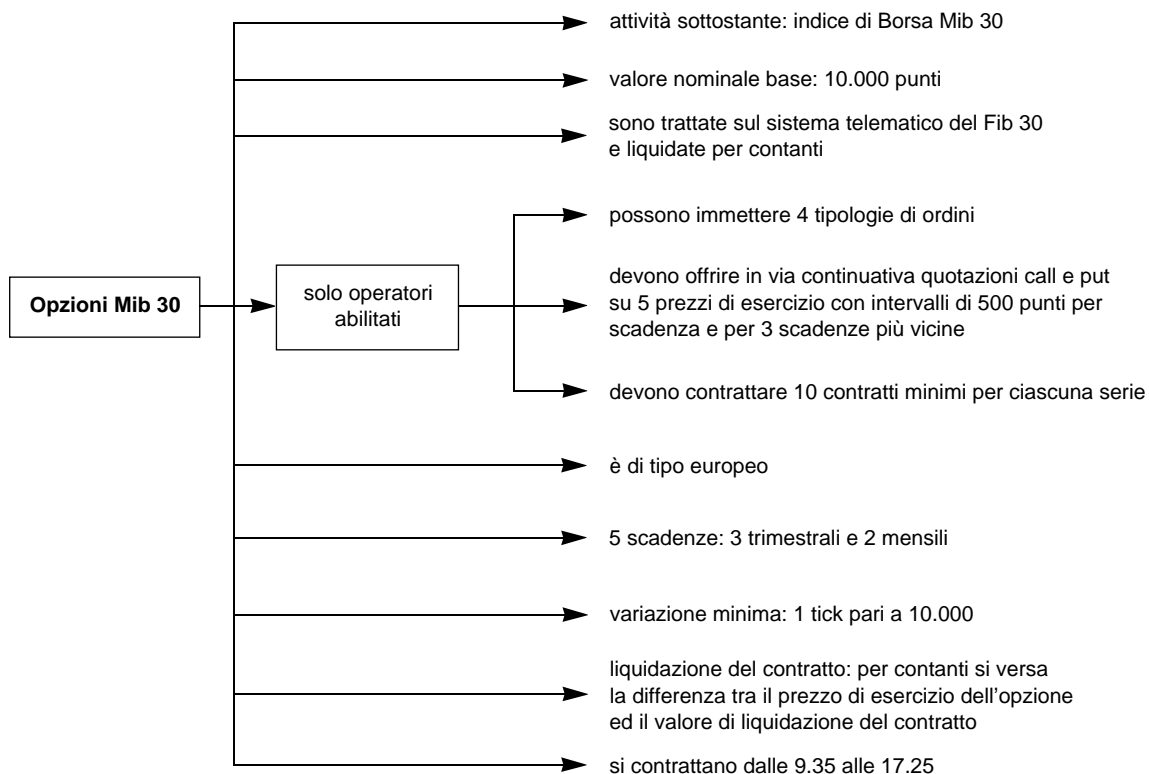 attività sottostante: indice di Borsa Mib 30
valore nominale base: 10.000 punti
sono trattate sul sistema telematico del Fib 30
e liquidate per contanti
possono immettere 4 tipologie di ordini
Opzioni Mib 30
solo operatori
abilitati
devono offrire in via continuativa quotazioni call e put
su 5 prezzi di esercizio con intervalli di 500 punti per
scadenza e per 3 scadenze più vicine
devono contrattare 10 contratti minimi per ciascuna serie
è di tipo europeo
5 scadenze: 3 trimestrali e 2 mensili
variazione minima: 1 tick pari a 10.000
liquidazione del contratto: per contanti si versa
la differenza tra il prezzo di esercizio dell'opzione
ed il valore di liquidazione del contratto
si contrattano dalle 9.35 alle 17.25